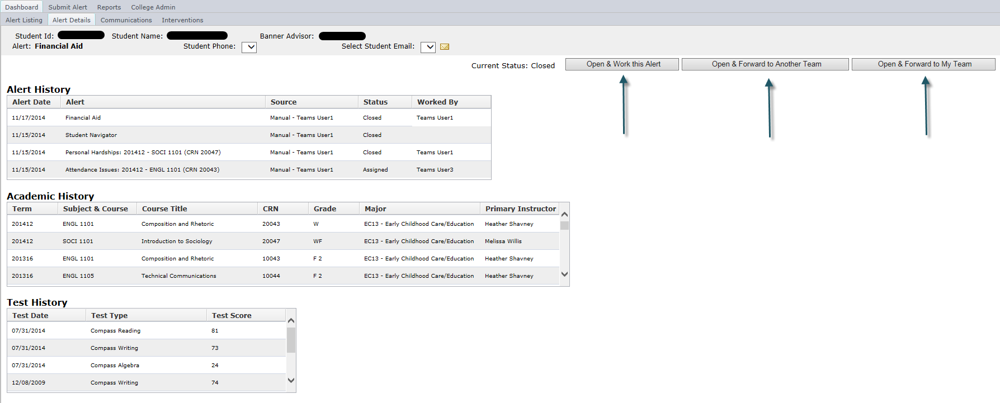 Dashboard Submit Alert Reports College Admin
Alert Listing Alert Details Communications Interventions
Student Id: Student Name: Banner Advisor:
Alert: Financial Aid Student Phone: Select Student Email:
Current Status: Closed Open & Work this Alert Open & Forward to Another Team Open & Forward to My Team
Alert History
Alert Date Alert Source Status Worked By
11/17/2014 Financial Aid Manual - Teams User1 Closed Teams User1
11/15/2014 Student Navigator Manual - Teams User1 Closed
11/15/2014 Personal Hardships: 201412 - SOCI 1101 (CRN 20047) Manual - Teams User1 Closed Teams User1
11/15/2014 Attendance Issues: 201412 - ENGL 1101 (CRN 20043) Manual - Teams User1 Assigned Teams User3
Academic History
Term Subject & Course Course Title CRN Grade Major Primary Instructor
201412 ENGL 1101 Composition and Rhetoric 20043 W EC13 - Early Childhood Care/Education Heather Shavney
201412 SOCI 1101 Introduction to Sociology 20047 WF EC13 - Early Childhood Care/Education Melissa Willis
201316 ENGL 1101 Composition and Rhetoric 10043 F 2 EC13 - Early Childhood Care/Education Heather Shavney
201316 ENGL 1105 Technical Communications 10044 F 2 EC13 - Early Childhood Care/Education Heather Shavney
Test History
Test Date Test Type Test Score
07/31/2014 Compass Reading 81
07/31/2014 Compass Writing 73
07/31/2014 Compass Algebra 24
12/08/2009 Compass Writing 74